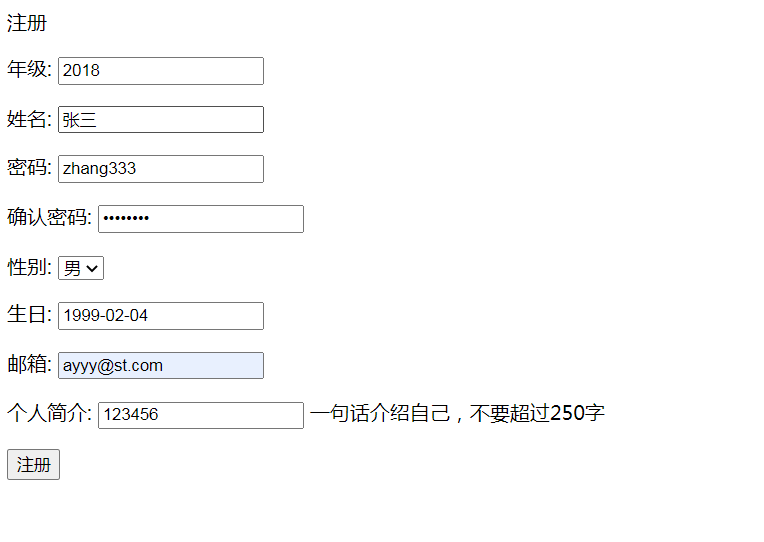 注册
年级: 2018
姓名: 张三
密码: zhang333
确认密码: ••••••••
性别: 男
生日: 1999-02-04
邮箱: ayyy@st.com
个人简介: 123456 一句话介绍自己，不要超过250字
注册